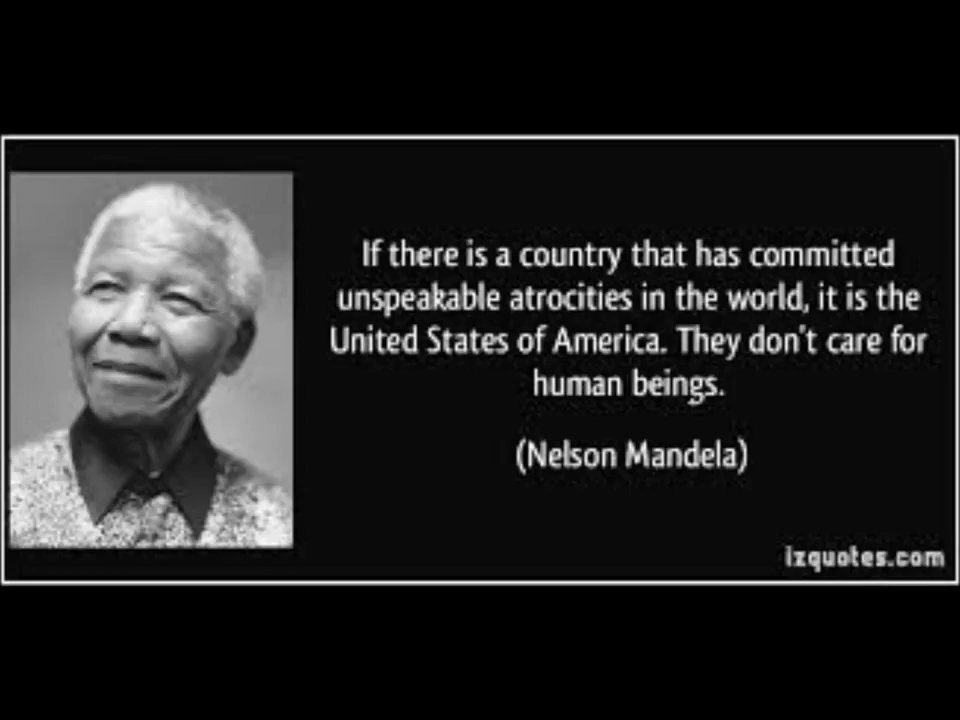 If there is a country that has committed
unspeakable atrocities in the world, it is the
United States of America. They don't care for
human beings.
(Nelson Mandela)
izquotes.com